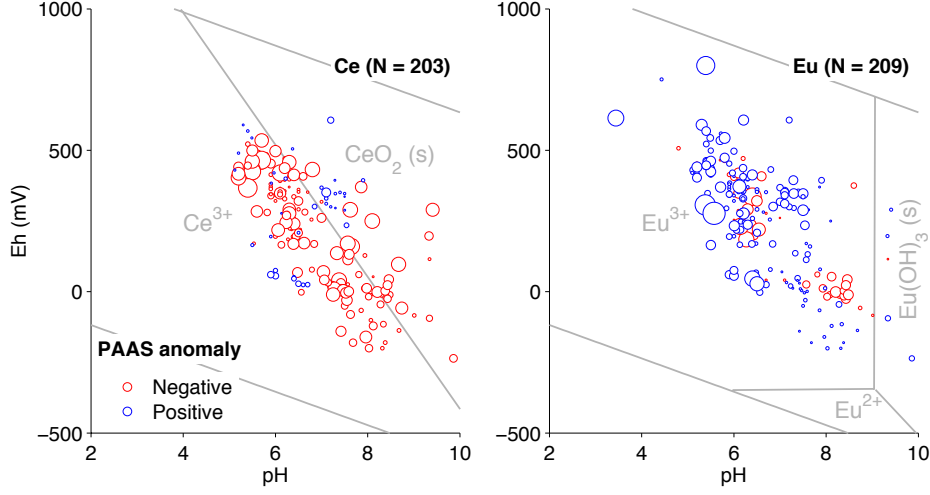 1000
500
0
−500
Eh (mV)
2
4
6
8
10
pH
Ce (N = 203)
CeO2 (s)
Ce3+
PAAS anomaly
Negative
Positive
1000
500
0
−500
2
4
6
8
10
pH
Eu (N = 209)
Eu3+
Eu(OH)3 (s)
Eu2+